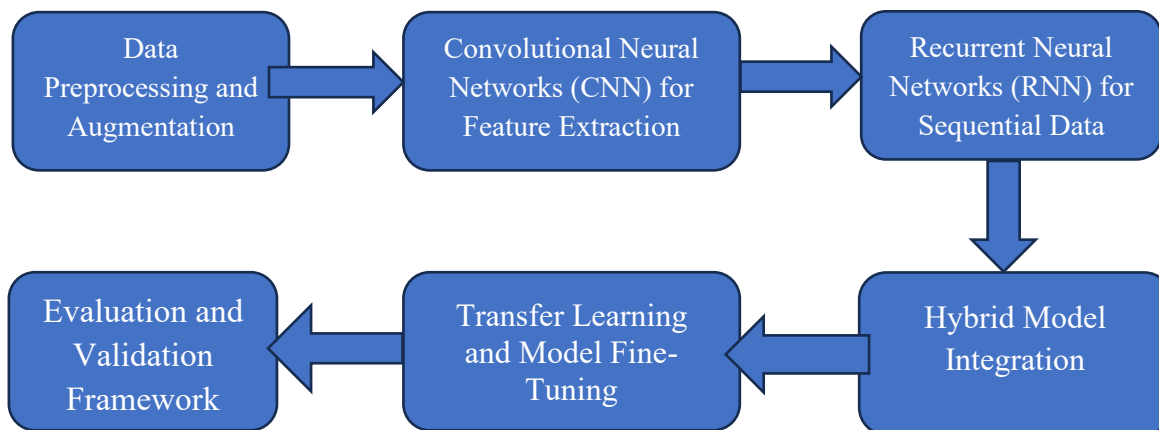 Data
Preprocessing and
Augmentation
Convolutional Neural
Networks (CNN) for
Feature Extraction
Recurrent Neural
Networks (RNN) for
Sequential Data
Hybrid Model
Integration
Transfer Learning
and Model Fine-
Tuning
Evaluation and
Validation
Framework